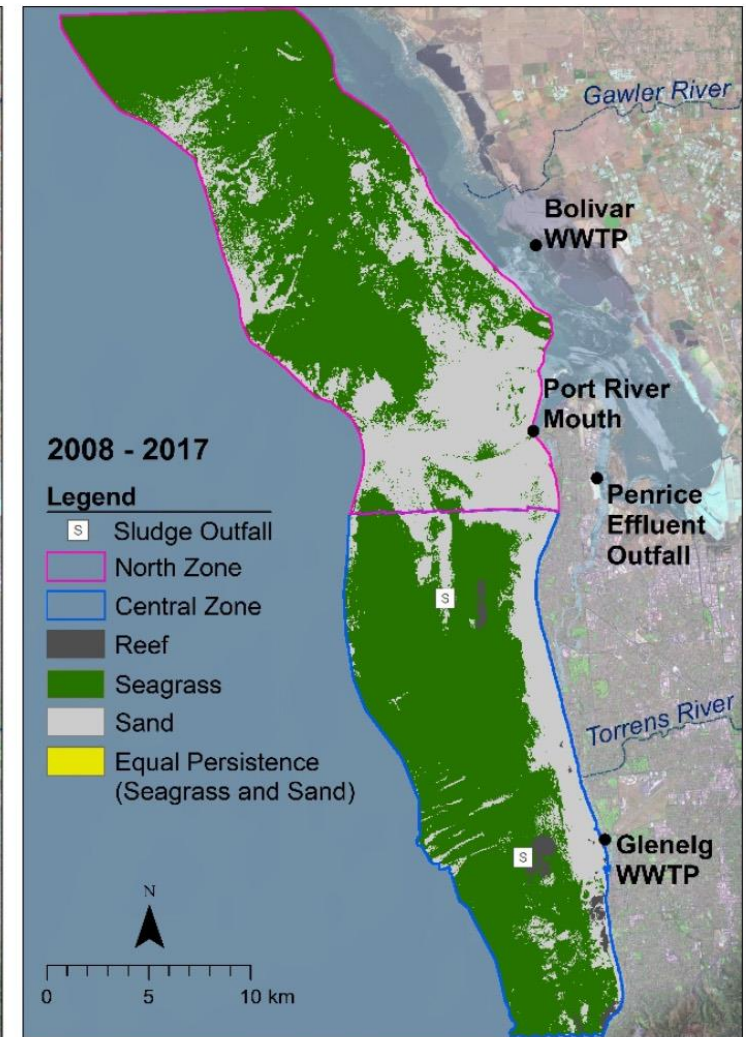 Gawler River
Bolivar
WWTP
Port River
Mouth
2008 - 2017
Legend
S Sludge Outfall
North Zone
Central Zone
Reef
Seagrass
Sand
Equal Persistence
(Seagrass and Sand)
Penrice
Effluent
Outfall
S
Torrens River
S
Glenelg
WWTP
N
0 5 10 km